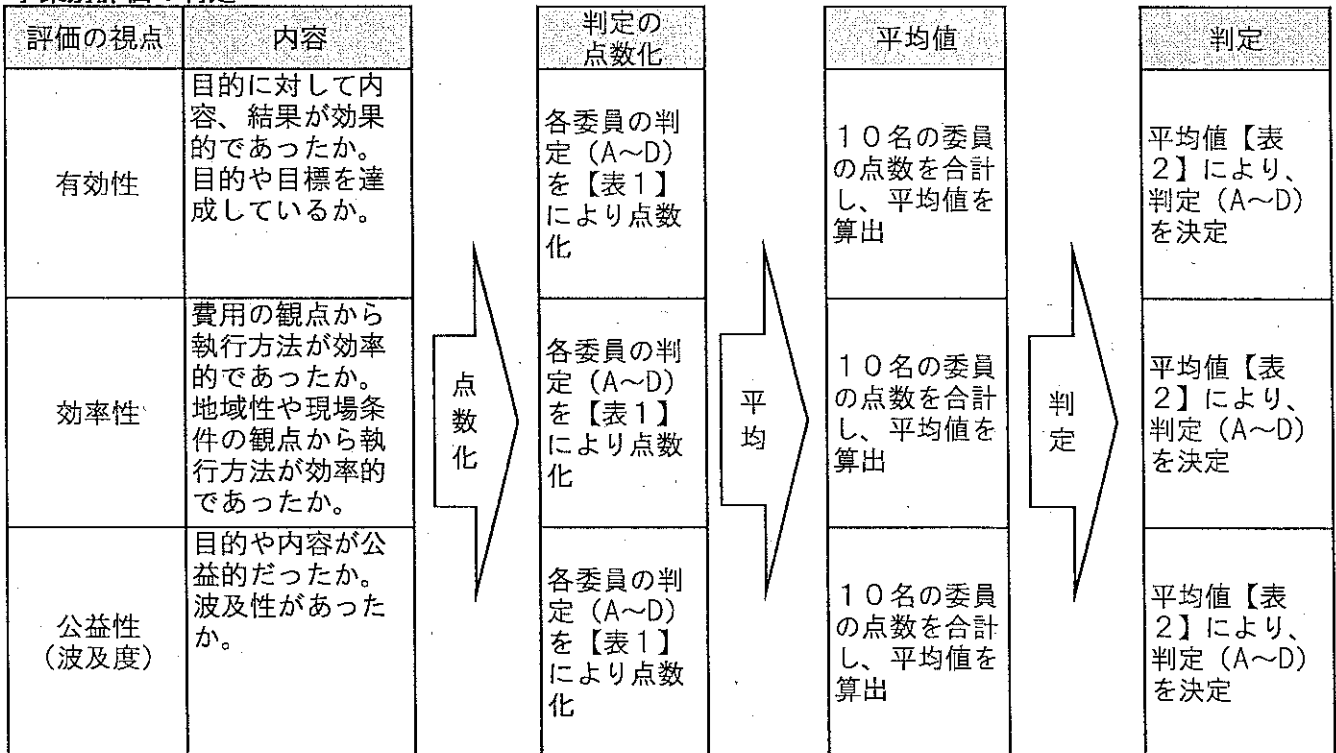 評価の視点
内容
判定の
点数化
平均値
判定
有効性
目的に対して内
容、結果が効果
的であったか。
目的や目標を達
成しているか。
各委員の判
定（A～D）
を【表１】
により点数
化
１０名の委員
の点数を合計
し、平均値を
算出
平均値【表
２】により、
判定（A～D）
を決定
効率性
費用の観点から
執行方法が効率
的であったか。
地域性や現場条
件の観点から執
行方法が効率的
であったか。
点
数
化
各委員の判
定（A～D）
を【表１】
により点数
化
平
均
１０名の委員
の点数を合計
し、平均値を
算出
判
定
平均値【表
２】により、
判定（A～D）
を決定
公益性
（波及度）
目的や内容が公
益的だったか。
波及性があった
か。
各委員の判
定（A～D）
を【表１】
により点数
化
１０名の委員
の点数を合計
し、平均値を
算出
平均値【表
２】により、
判定（A～D）
を決定